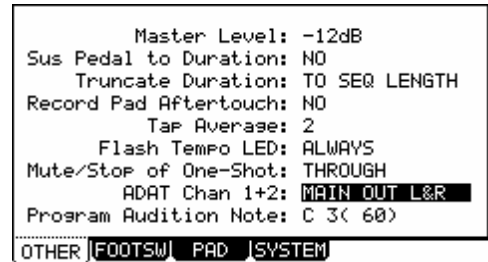 Master Level: -12dB
Sus Pedal to Duration: NO
Truncate Duration: TO SEQ LENGTH
Record Pad Aftertouch: NO
Tap Average: 2
Flash Tempo LED: ALWAYS
Mute/Stop of One-Shot: THROUGH
ADAT Chan 1+2: MAIN OUT L&R
Program Audition Note: C 3( 60)
OTHER FOOTSW PAD SYSTEM